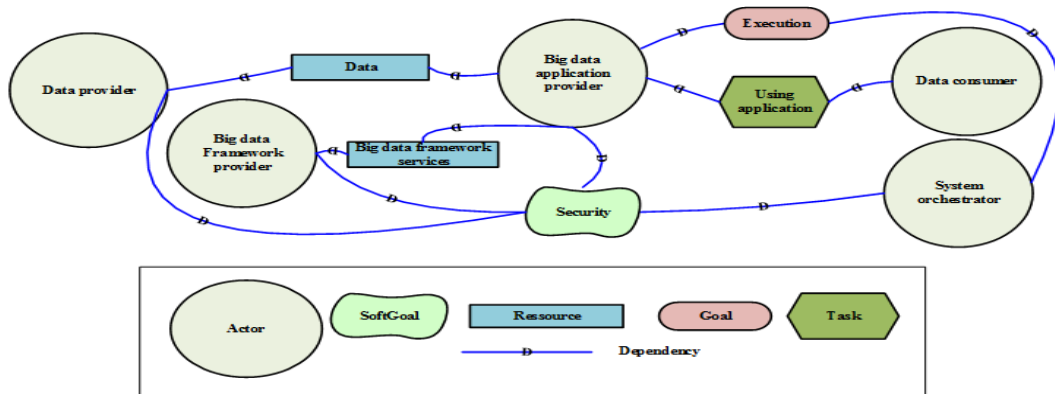 Execution
D
D
Data provider
D
Data
D
Big data
application
provider
D
Using
application
D
Data consumer
Big data
Framework
provider
D
Big data framework
services
D
D
D
D
Security
D
System
orchestrator
Actor
SoftGoal
Ressource
Goal
Task
D
Dependency